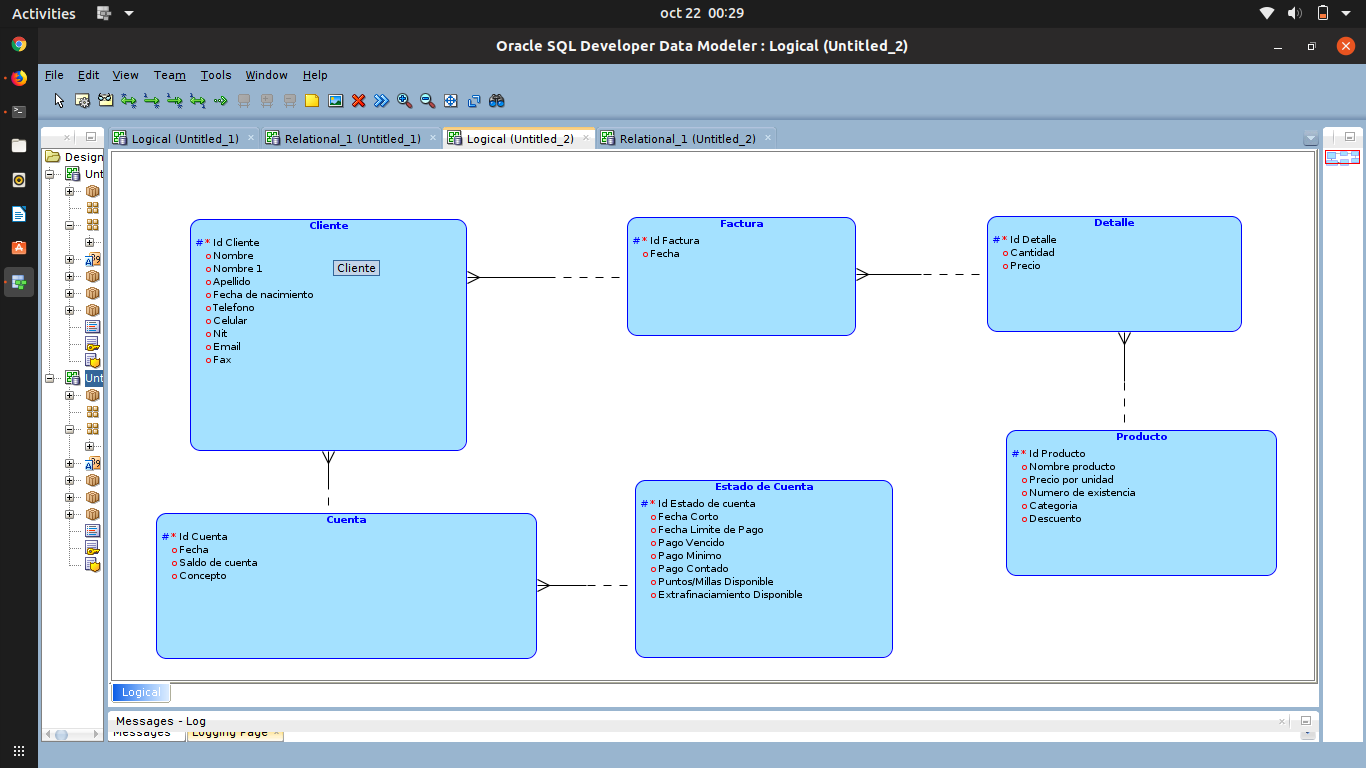 Activities
oct 22 00:29
Oracle SQL Developer Data Modeler : Logical (Untitled_2)
File Edit View Team Tools Window Help
Logical (Untitled_1) Relational_1 (Untitled_1) Logical (Untitled_2) Relational_1 (Untitled_2)
Design
Unt
Unt
Cliente
# * Id Cliente
Nombre
Nombre 1
Apellido
Fecha de nacimiento
Telefono
Celular
Nit
Email
Fax
Cliente
Factura
# * Id Factura
Fecha
Detalle
# * Id Detalle
Cantidad
Precio
Cuenta
# * Id Cuenta
Fecha
Saldo de cuenta
Concepto
Estado de Cuenta
# * Id Estado de cuenta
Fecha Corto
Fecha Limite de Pago
Pago Vencido
Pago Minimo
Pago Contado
Puntos/Millas Disponible
Extrafinaciamiento Disponible
Producto
# * Id Producto
Nombre producto
Precio por unidad
Numero de existencia
Categoria
Descuento
Logical
Messages - Log
Messages Logging Page